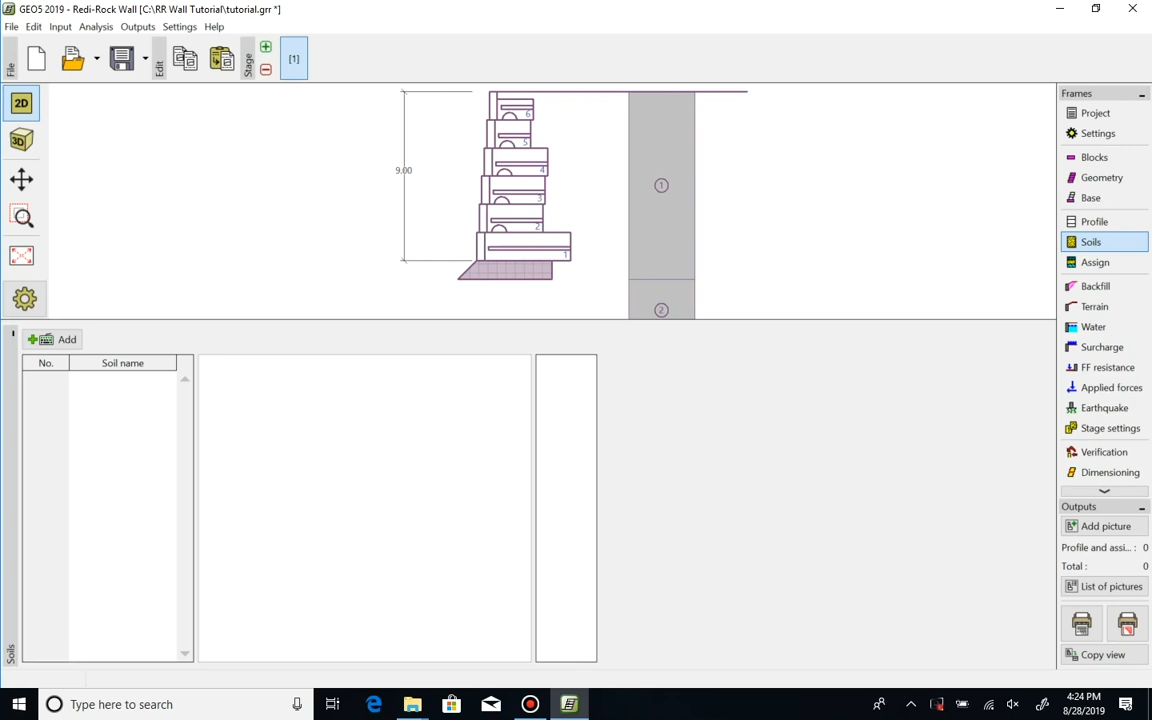 GEO5 2019 - Redi-Rock Wall [C:\RR Wall Tutorial\tutorial.grr *]
File Edit Input Analysis Outputs Settings Help
File
Edit
Stage
[1]
2D
3D
9.00
6
5
4
3
2
1
1
2
Frames
Project
Settings
Blocks
Geometry
Base
Profile
Soils
Assign
Backfill
Terrain
Water
Surcharge
FF resistance
Applied forces
Earthquake
Stage settings
Verification
Dimensioning
Outputs
Add picture
Profile and assi... : 0
Total : 0
List of pictures
Copy view
Add
No. Soil name
Soils
Type here to search
4:24 PM
8/28/2019